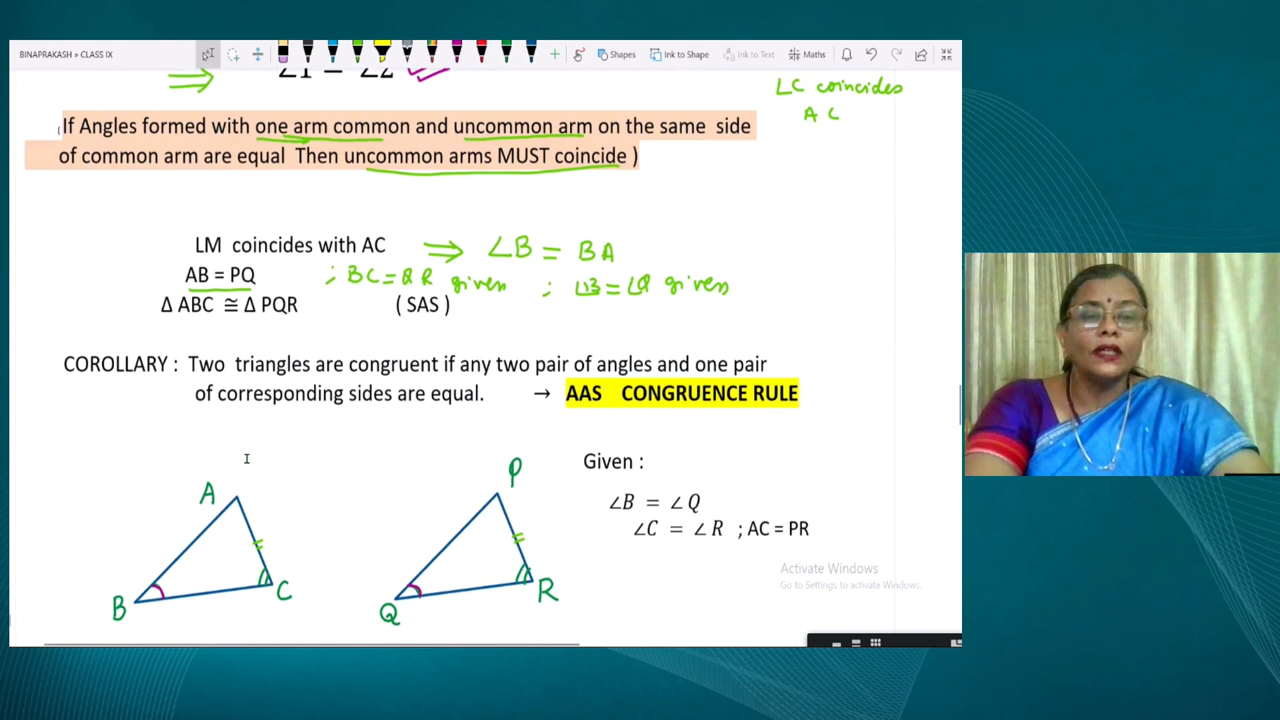 BINAPRAKASH » CLASS IX
Shapes Ink to Shape Ink to Text Maths
∠1 = ∠2
LC coincides
AC
If Angles formed with one arm common and uncommon arm on the same side
of common arm are equal Then uncommon arms MUST coincide )
LM coincides with AC ⇒ ∠B = BA
AB = PQ ; BC = QR given ; ∠B = ∠Q given
Δ ABC ≅ Δ PQR ( SAS )
COROLLARY : Two triangles are congruent if any two pair of angles and one pair
of corresponding sides are equal. → AAS CONGRUENCE RULE
Given :
∠B = ∠Q
∠C = ∠R ; AC = PR
A
B
C
P
Q
R
Activate Windows
Go to Settings to activate Windows.